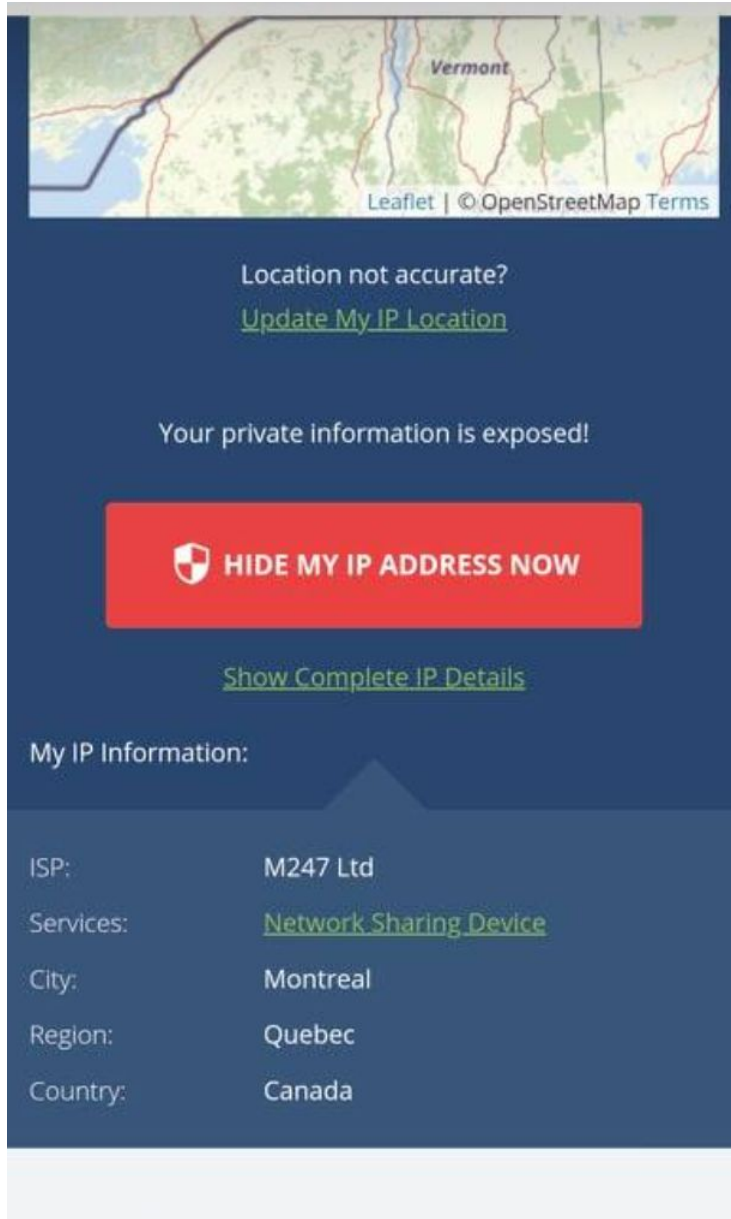 Vermont
Leaflet | © OpenStreetMap Terms
Location not accurate?
Update My IP Location
Your private information is exposed!
HIDE MY IP ADDRESS NOW
Show Complete IP Details
My IP Information:
ISP: M247 Ltd
Services: Network Sharing Device
City: Montreal
Region: Quebec
Country: Canada